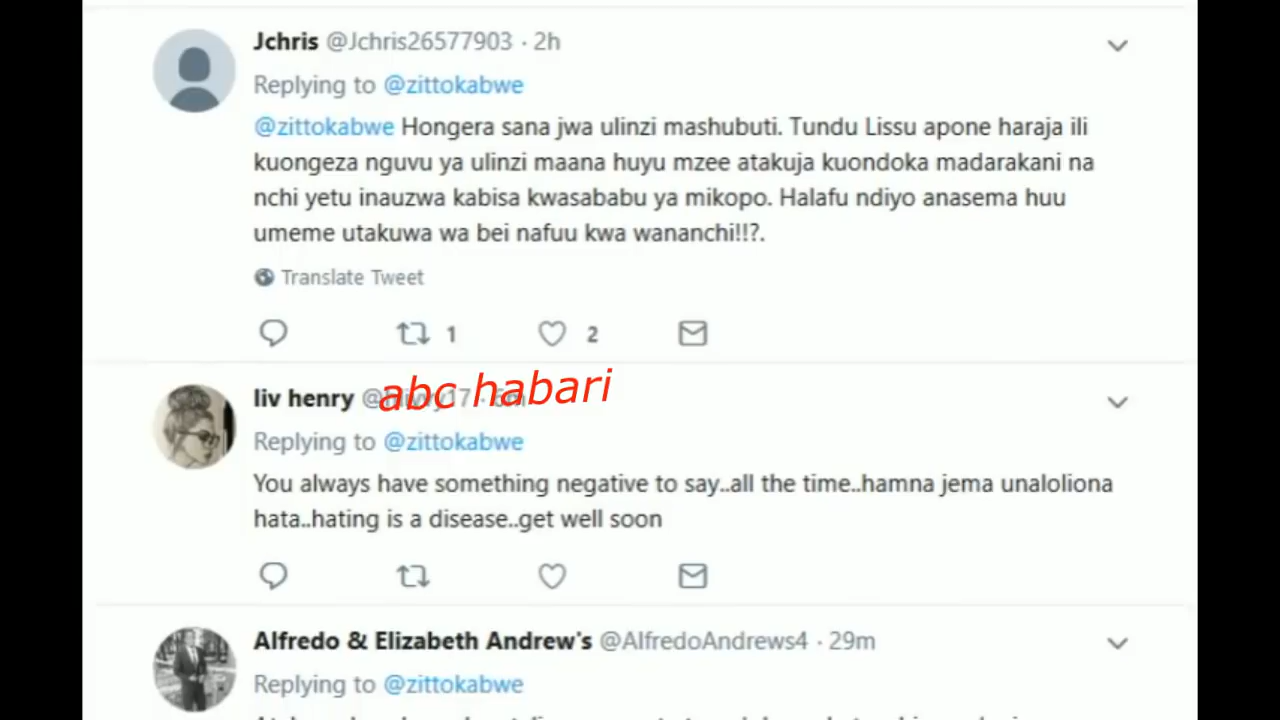 Jchris @Jchris26577903 · 2h
Replying to @zittokabwe
@zittokabwe Hongera sana jwa ulinzi mashubuti. Tundu Lissu apone haraja ili
kuongeza nguvu ya ulinzi maana huyu mzee atakuja kuondoka madarakani na
nchi yetu inauzwa kabisa kwasababu ya mikopo. Halafu ndiyo anasema huu
umeme utakuwa wa bei nafuu kwa wananchi!!?.
Translate Tweet
1 2
abc habari
liv henry
Replying to @zittokabwe
You always have something negative to say..all the time..hamna jema unaloliona
hata..hating is a disease..get well soon
Alfredo & Elizabeth Andrew's @AlfredoAndrews4 · 29m
Replying to @zittokabwe